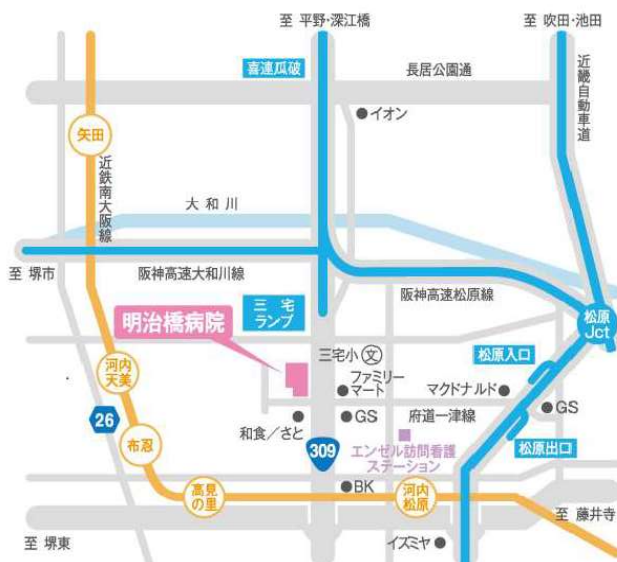 至 平野・深江橋
至 吹田・池田
喜連瓜破
長居公園通
近畿自動車道
イオン
矢田
近鉄南大阪線
大和川
至 堺市
阪神高速大和川線
阪神高速松原線
三宅
ランプ
松原
Jct
明治橋病院
三宅小 文
松原入口
河内
天美
ファミリー
マート
マクドナルド
26
和食／さと
GS
府道一津線
GS
布忍
309
エンゼル訪問看護
ステーション
松原出口
高見
の里
BK
河内
松原
至 藤井寺
至 堺東
イズミヤ